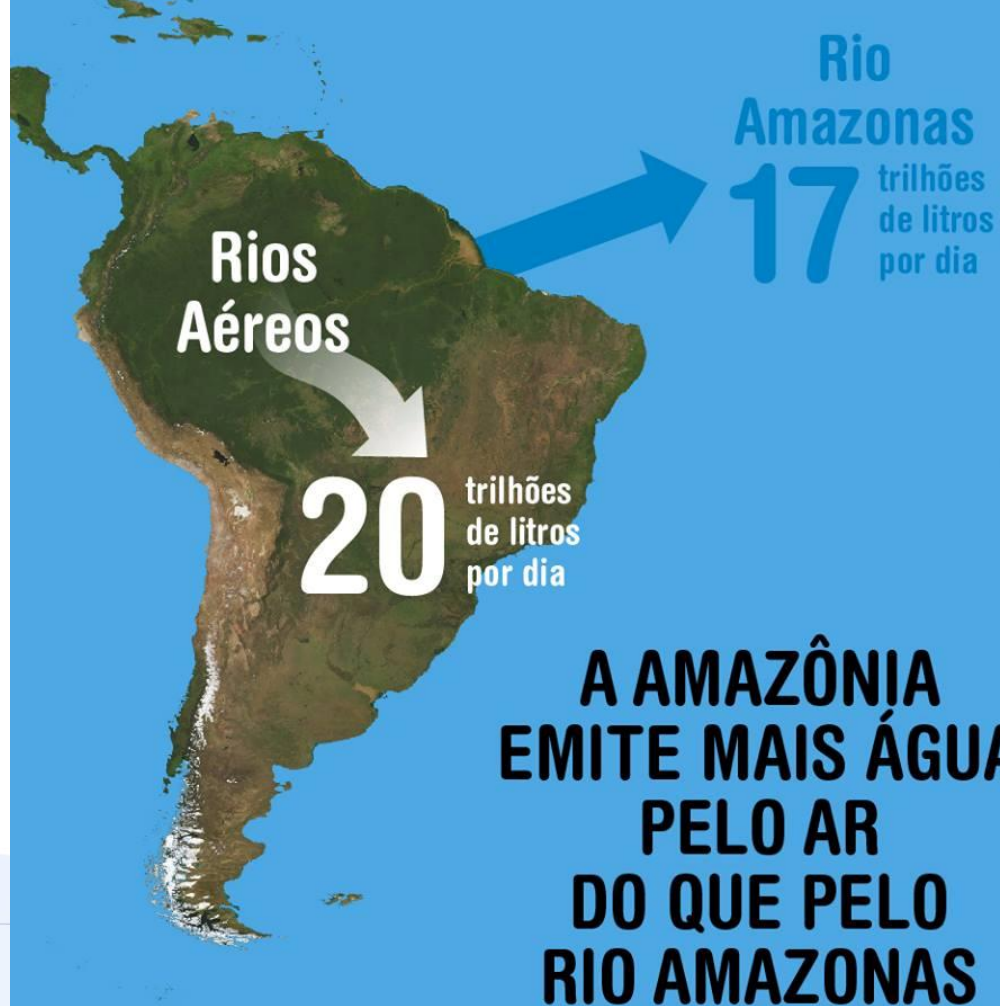 Rio
Amazonas
17
trilhões
de litros
por dia
Rios
Aéreos
20
trilhões
de litros
por dia
A AMAZÔNIA
EMITE MAIS ÁGUA
PELO AR
DO QUE PELO
RIO AMAZONAS